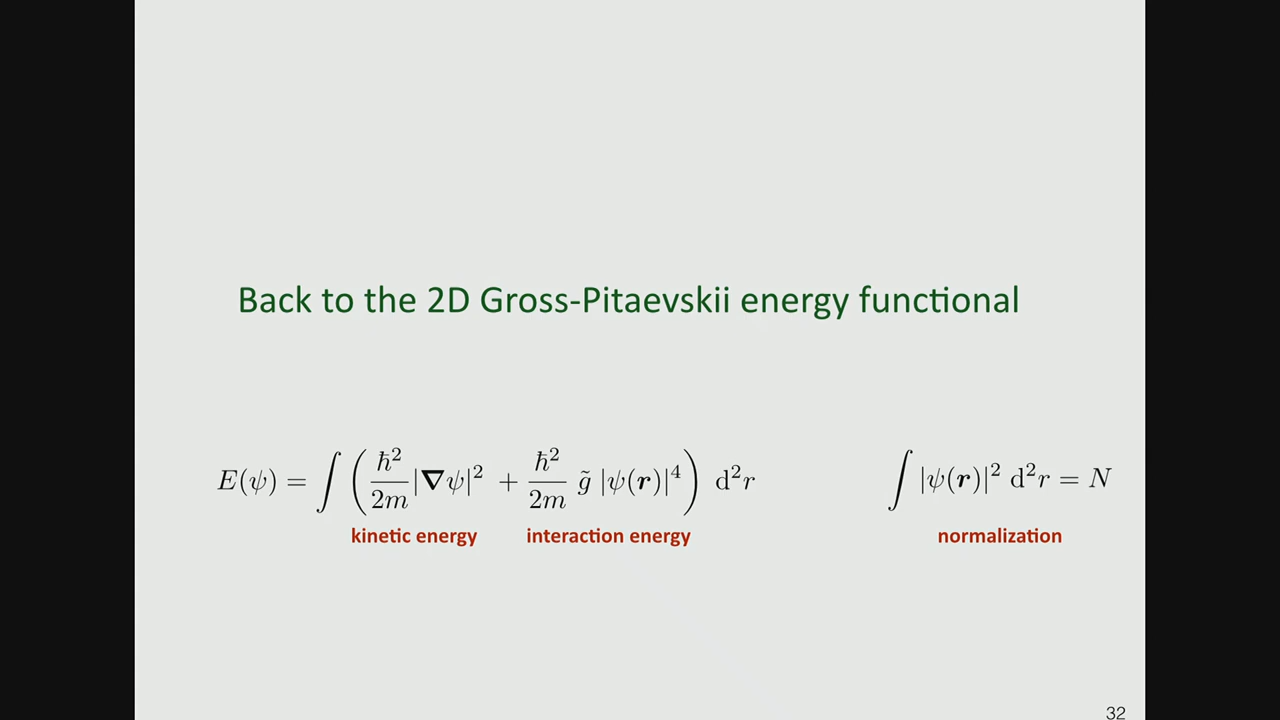 Back to the 2D Gross-Pitaevskii energy functional
E(ψ) = ∫ ( ħ²/2m |∇ψ|² + ħ²/2m g̃ |ψ(r)|⁴ ) d²r ∫ |ψ(r)|² d²r = N
kinetic energy interaction energy normalization
32